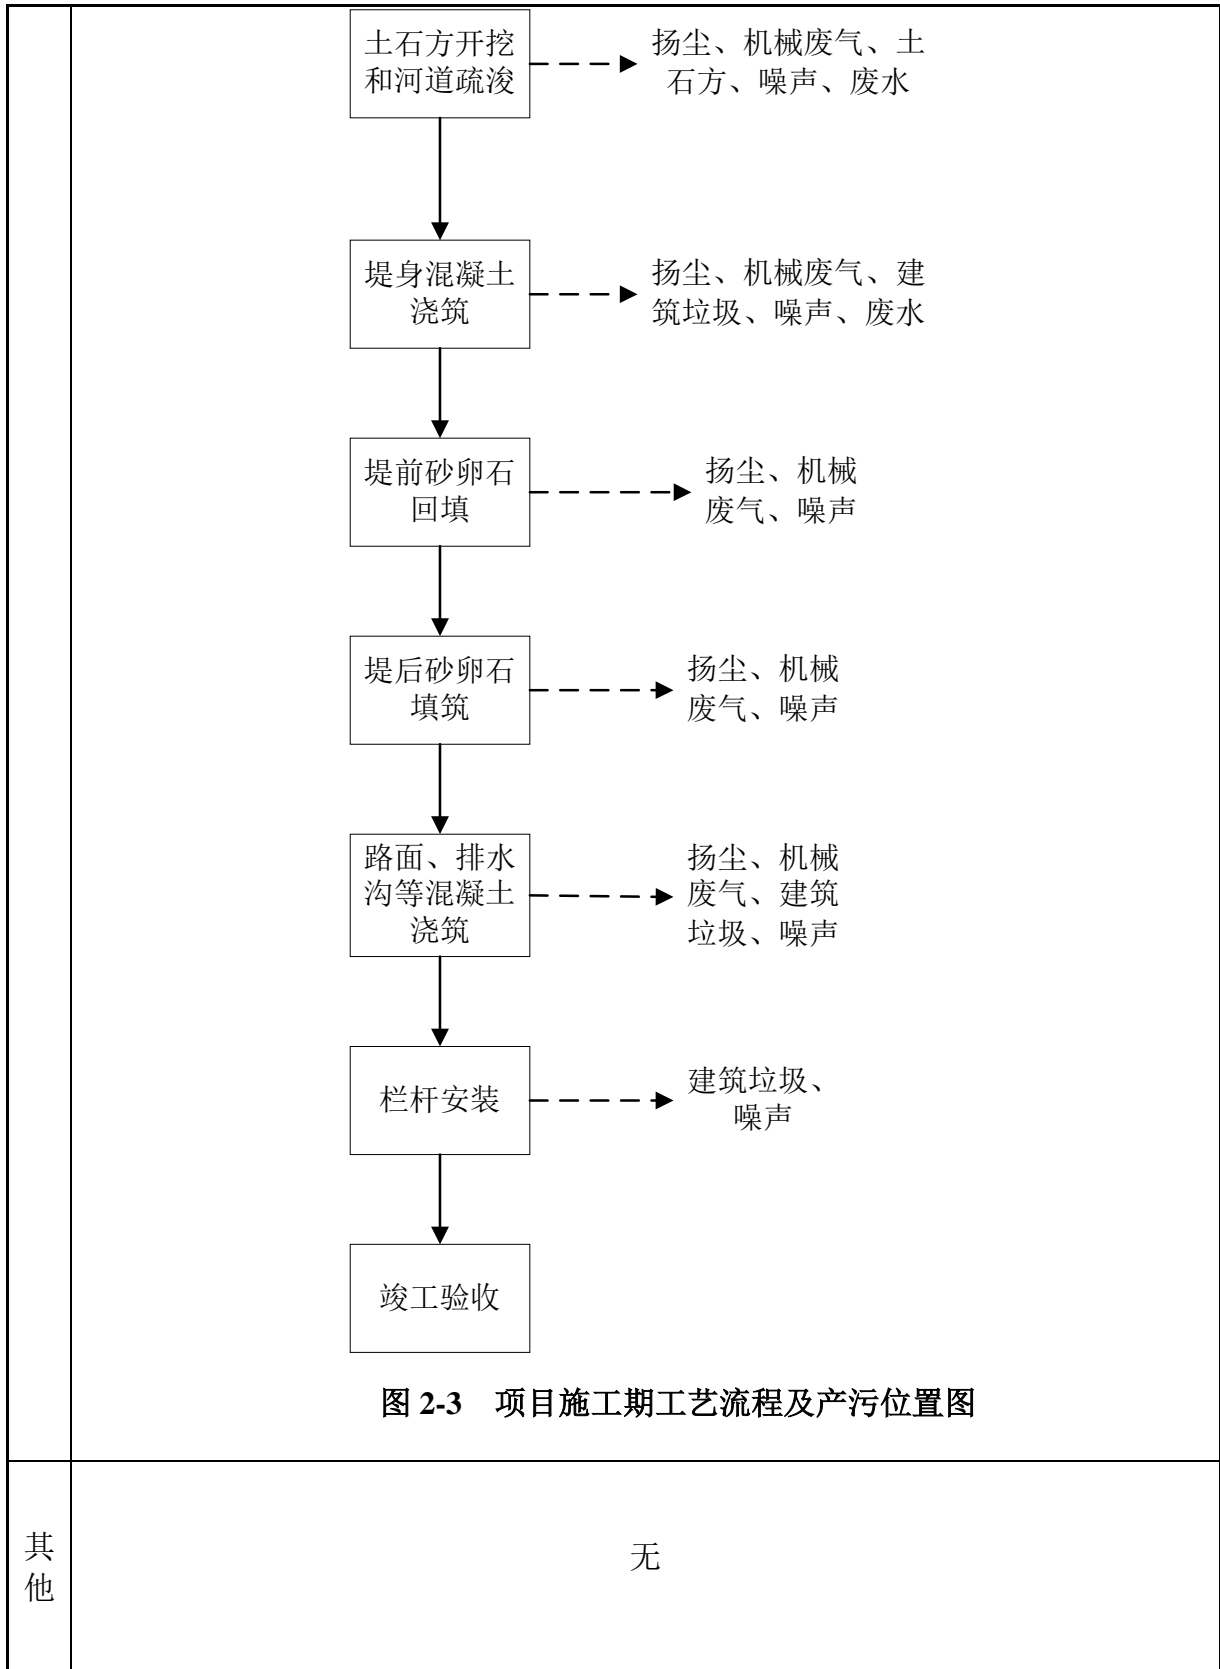 土石方开挖
和河道疏浚
扬尘、机械废气、土
石方、噪声、废水
堤身混凝土
浇筑
扬尘、机械废气、建
筑垃圾、噪声、废水
堤前砂卵石
回填
扬尘、机械
废气、噪声
堤后砂卵石
填筑
扬尘、机械
废气、噪声
路面、排水
沟等混凝土
浇筑
扬尘、机械
废气、建筑
垃圾、噪声
栏杆安装
建筑垃圾、
噪声
竣工验收
图 2-3 项目施工期工艺流程及产污位置图
其
他
无